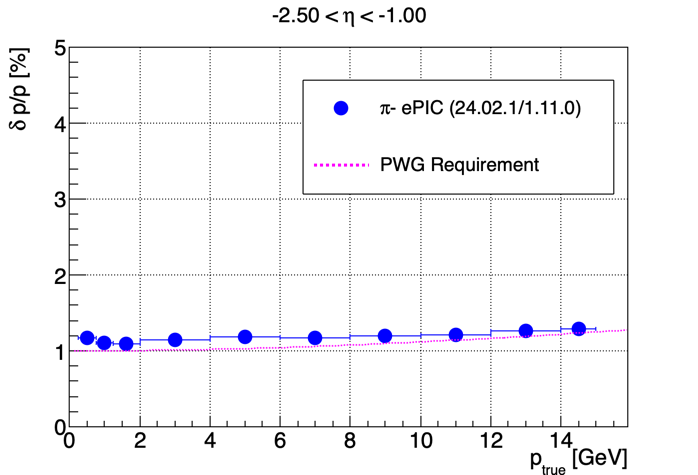 -2.50 < η < -1.00
δ p/p [%]
5
4
3
2
1
0
π- ePIC (24.02.1/1.11.0)
PWG Requirement
0 2 4 6 8 10 12 14
p_true [GeV]